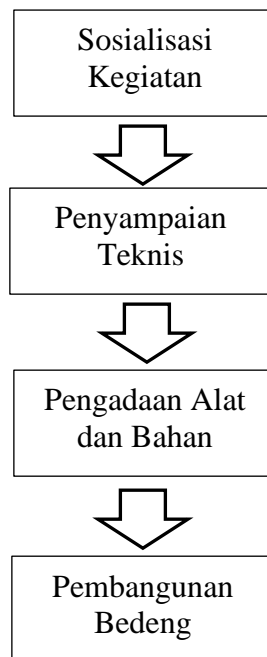 Sosialisasi
Kegiatan
Penyampaian
Teknis
Pengadaan Alat
dan Bahan
Pembangunan
Bedeng